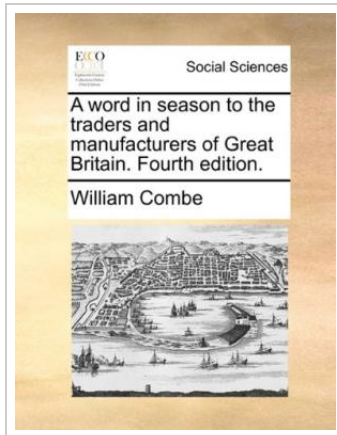 ECCO
Social Sciences
A word in season to the
traders and
manufacturers of Great
Britain. Fourth edition.
William Combe